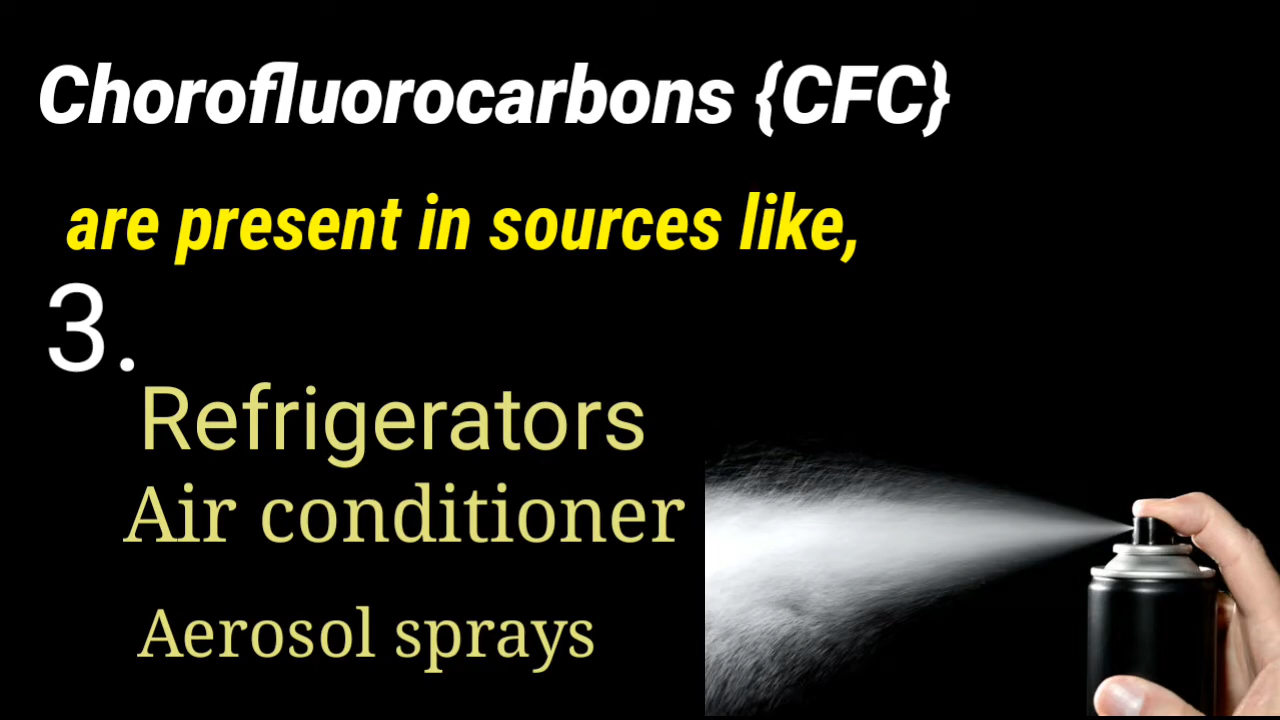 Chorofluorocarbons {CFC}
are present in sources like,
3.
Refrigerators
Air conditioner
Aerosol sprays